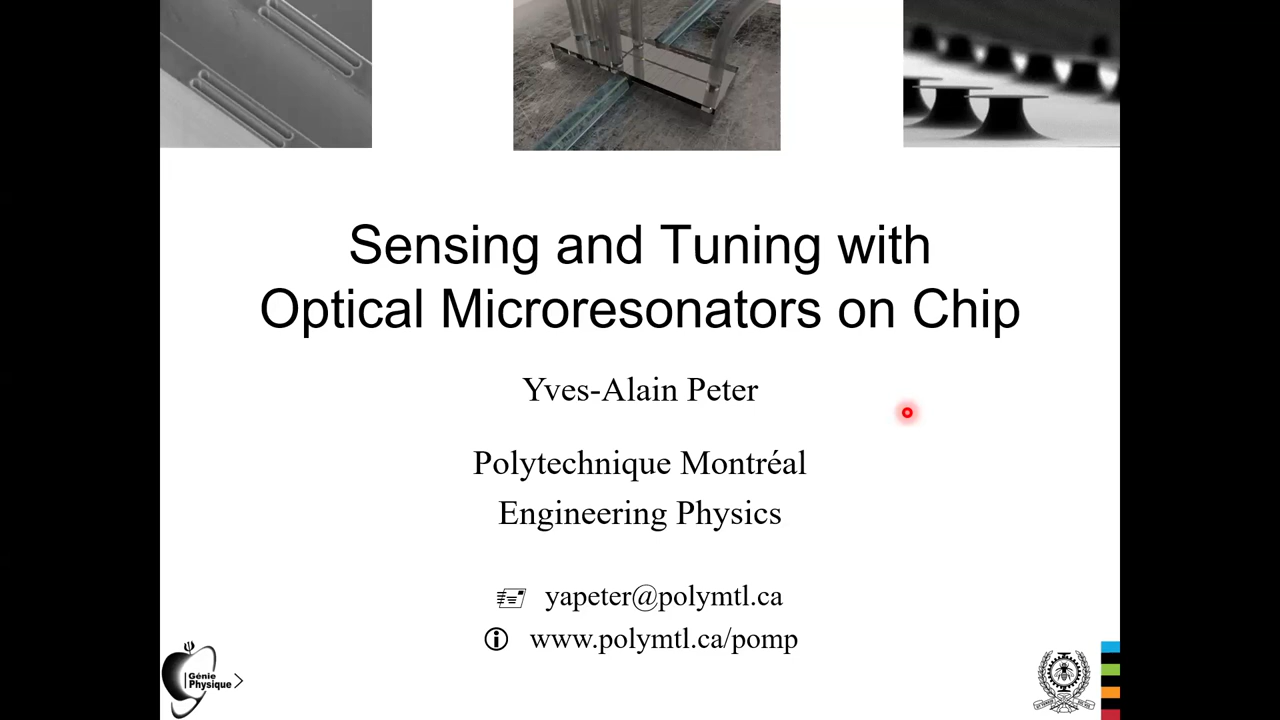 Sensing and Tuning with
Optical Microresonators on Chip
Yves-Alain Peter
Polytechnique Montréal
Engineering Physics
yapeter@polymtl.ca
www.polymtl.ca/pomp
Génie
Physique